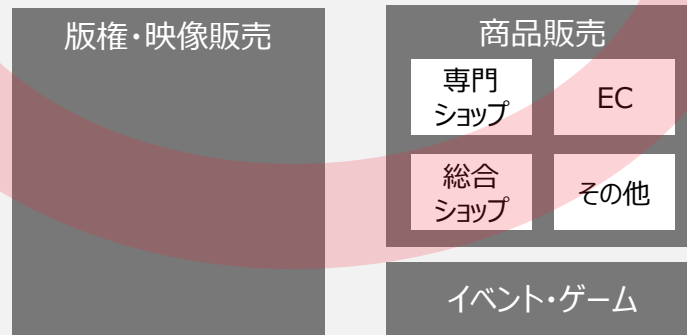 版権・映像販売
商品販売
専門
ショップ
EC
総合
ショップ
その他
イベント・ゲーム